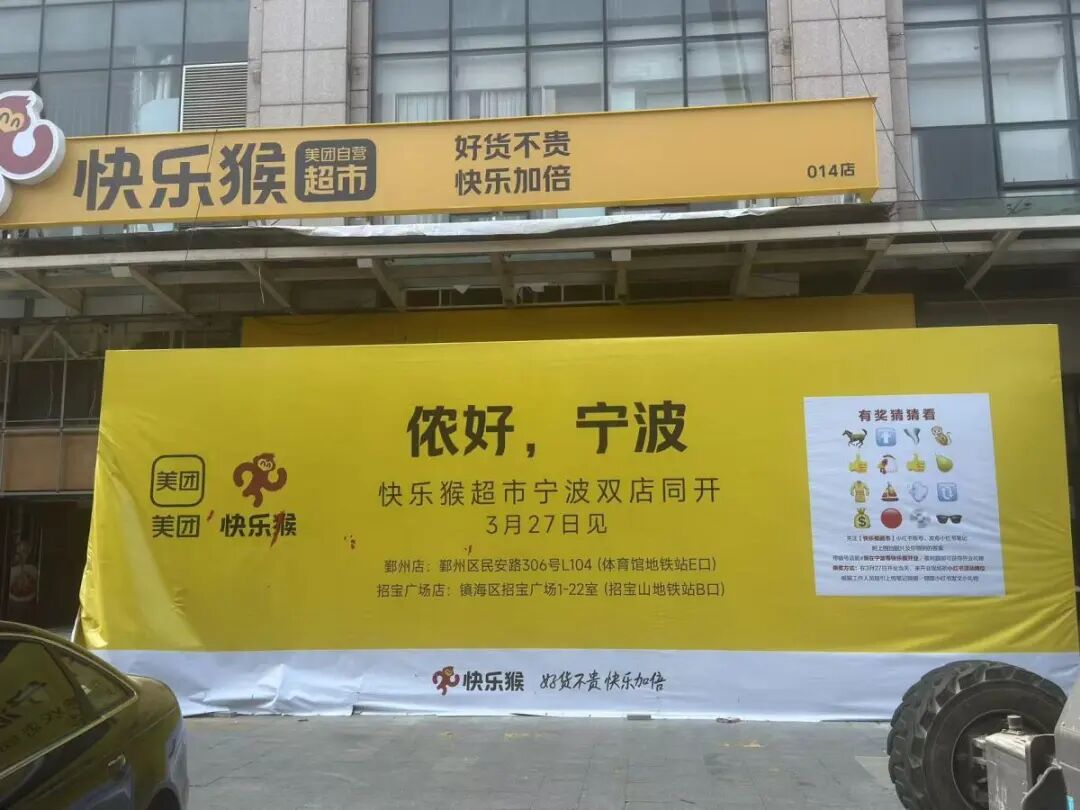 快乐猴
美团自营
超市
好货不贵
快乐加倍
014店
侬好，宁波
快乐猴超市宁波双店同开
3月27日见
鄞州店：鄞州区民安路306号L104 (体育馆地铁站E口)
招宝广场店：镇海区招宝广场1-22室 (招宝山地铁站B口)
美团
美团
快乐猴
有奖猜猜看
快乐猴
好货不贵 快乐加倍